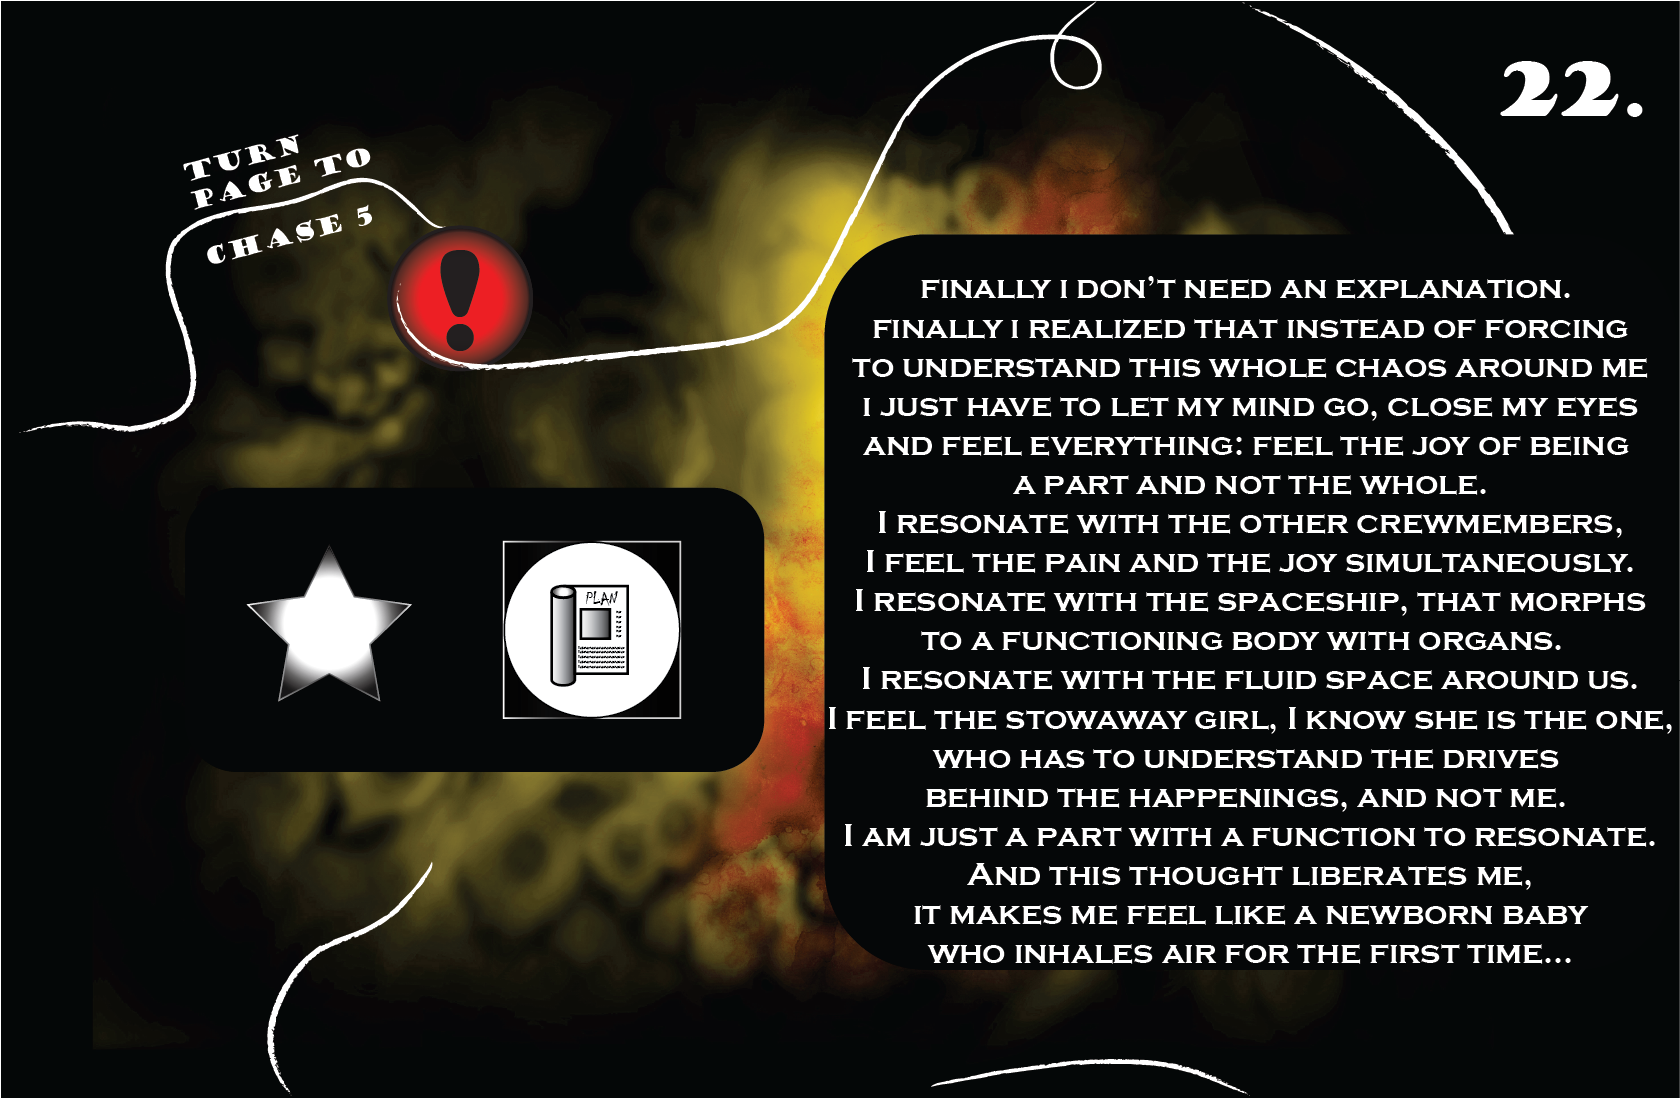 22.
TURN
PAGE TO
CHASE 5
PLAN
FINALLY I DON'T NEED AN EXPLANATION.
FINALLY I REALIZED THAT INSTEAD OF FORCING
TO UNDERSTAND THIS WHOLE CHAOS AROUND ME
I JUST HAVE TO LET MY MIND GO, CLOSE MY EYES
AND FEEL EVERYTHING: FEEL THE JOY OF BEING
A PART AND NOT THE WHOLE.
I RESONATE WITH THE OTHER CREWMEMBERS,
I FEEL THE PAIN AND THE JOY SIMULTANEOUSLY.
I RESONATE WITH THE SPACESHIP, THAT MORPHS
TO A FUNCTIONING BODY WITH ORGANS.
I RESONATE WITH THE FLUID SPACE AROUND US.
I FEEL THE STOWAWAY GIRL, I KNOW SHE IS THE ONE,
WHO HAS TO UNDERSTAND THE DRIVES
BEHIND THE HAPPENINGS, AND NOT ME.
I AM JUST A PART WITH A FUNCTION TO RESONATE.
AND THIS THOUGHT LIBERATES ME,
IT MAKES ME FEEL LIKE A NEWBORN BABY
WHO INHALES AIR FOR THE FIRST TIME...